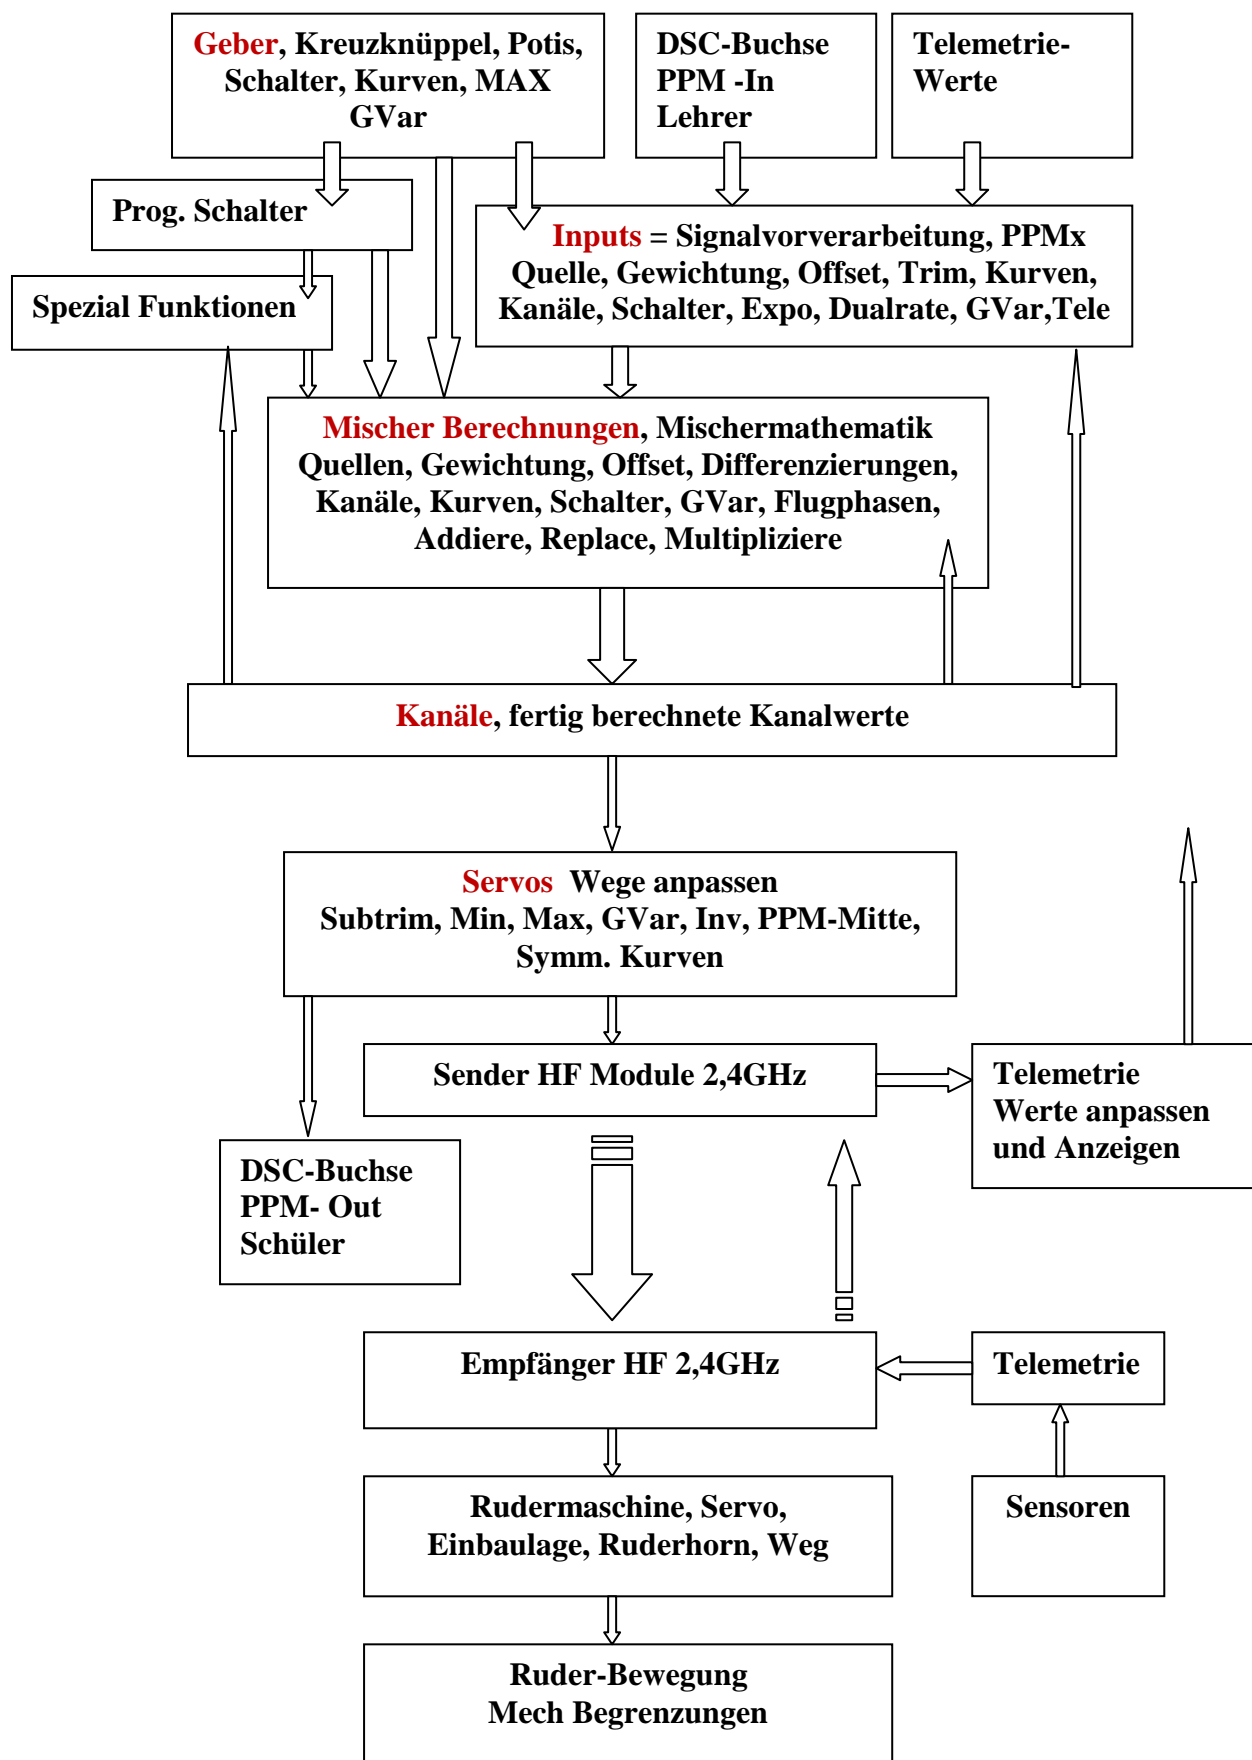 Geber, Kreuzknüppel, Potis,
Schalter, Kurven, MAX
GVar
DSC-Buchse
PPM -In
Lehrer
Telemetrie-
Werte
Prog. Schalter
Inputs = Signalvorverarbeitung, PPMx
Quelle, Gewichtung, Offset, Trim, Kurven,
Kanäle, Schalter, Expo, Dualrate, GVar,Tele
Spezial Funktionen
Mischer Berechnungen, Mischermathematik
Quellen, Gewichtung, Offset, Differenzierungen,
Kanäle, Kurven, Schalter, GVar, Flugphasen,
Addiere, Replace, Multipliziere
Kanäle, fertig berechnete Kanalwerte
Servos  Wege anpassen
Subtrim, Min, Max, GVar, Inv, PPM-Mitte,
Symm. Kurven
Sender HF Module 2,4GHz
Telemetrie
Werte anpassen
und Anzeigen
DSC-Buchse
PPM- Out
Schüler
Empfänger HF 2,4GHz
Telemetrie
Rudermaschine, Servo,
Einbaulage, Ruderhorn, Weg
Sensoren
Ruder-Bewegung
Mech Begrenzungen